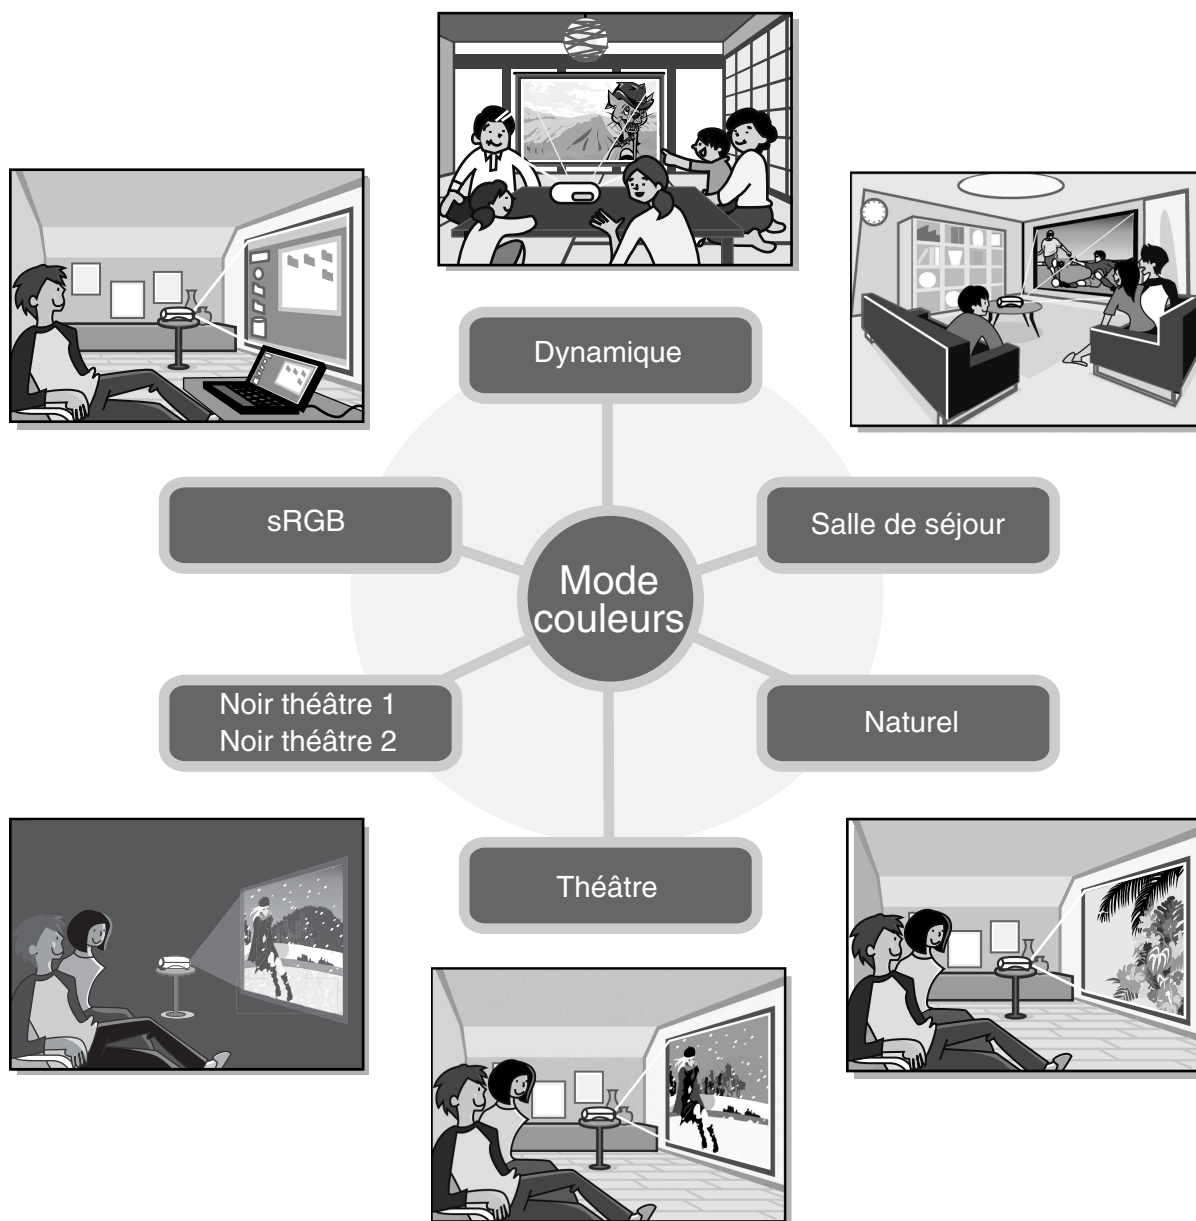 Dynamique
sRGB
Salle de séjour
Mode
couleurs
Noir théâtre 1
Noir théâtre 2
Naturel
Théâtre